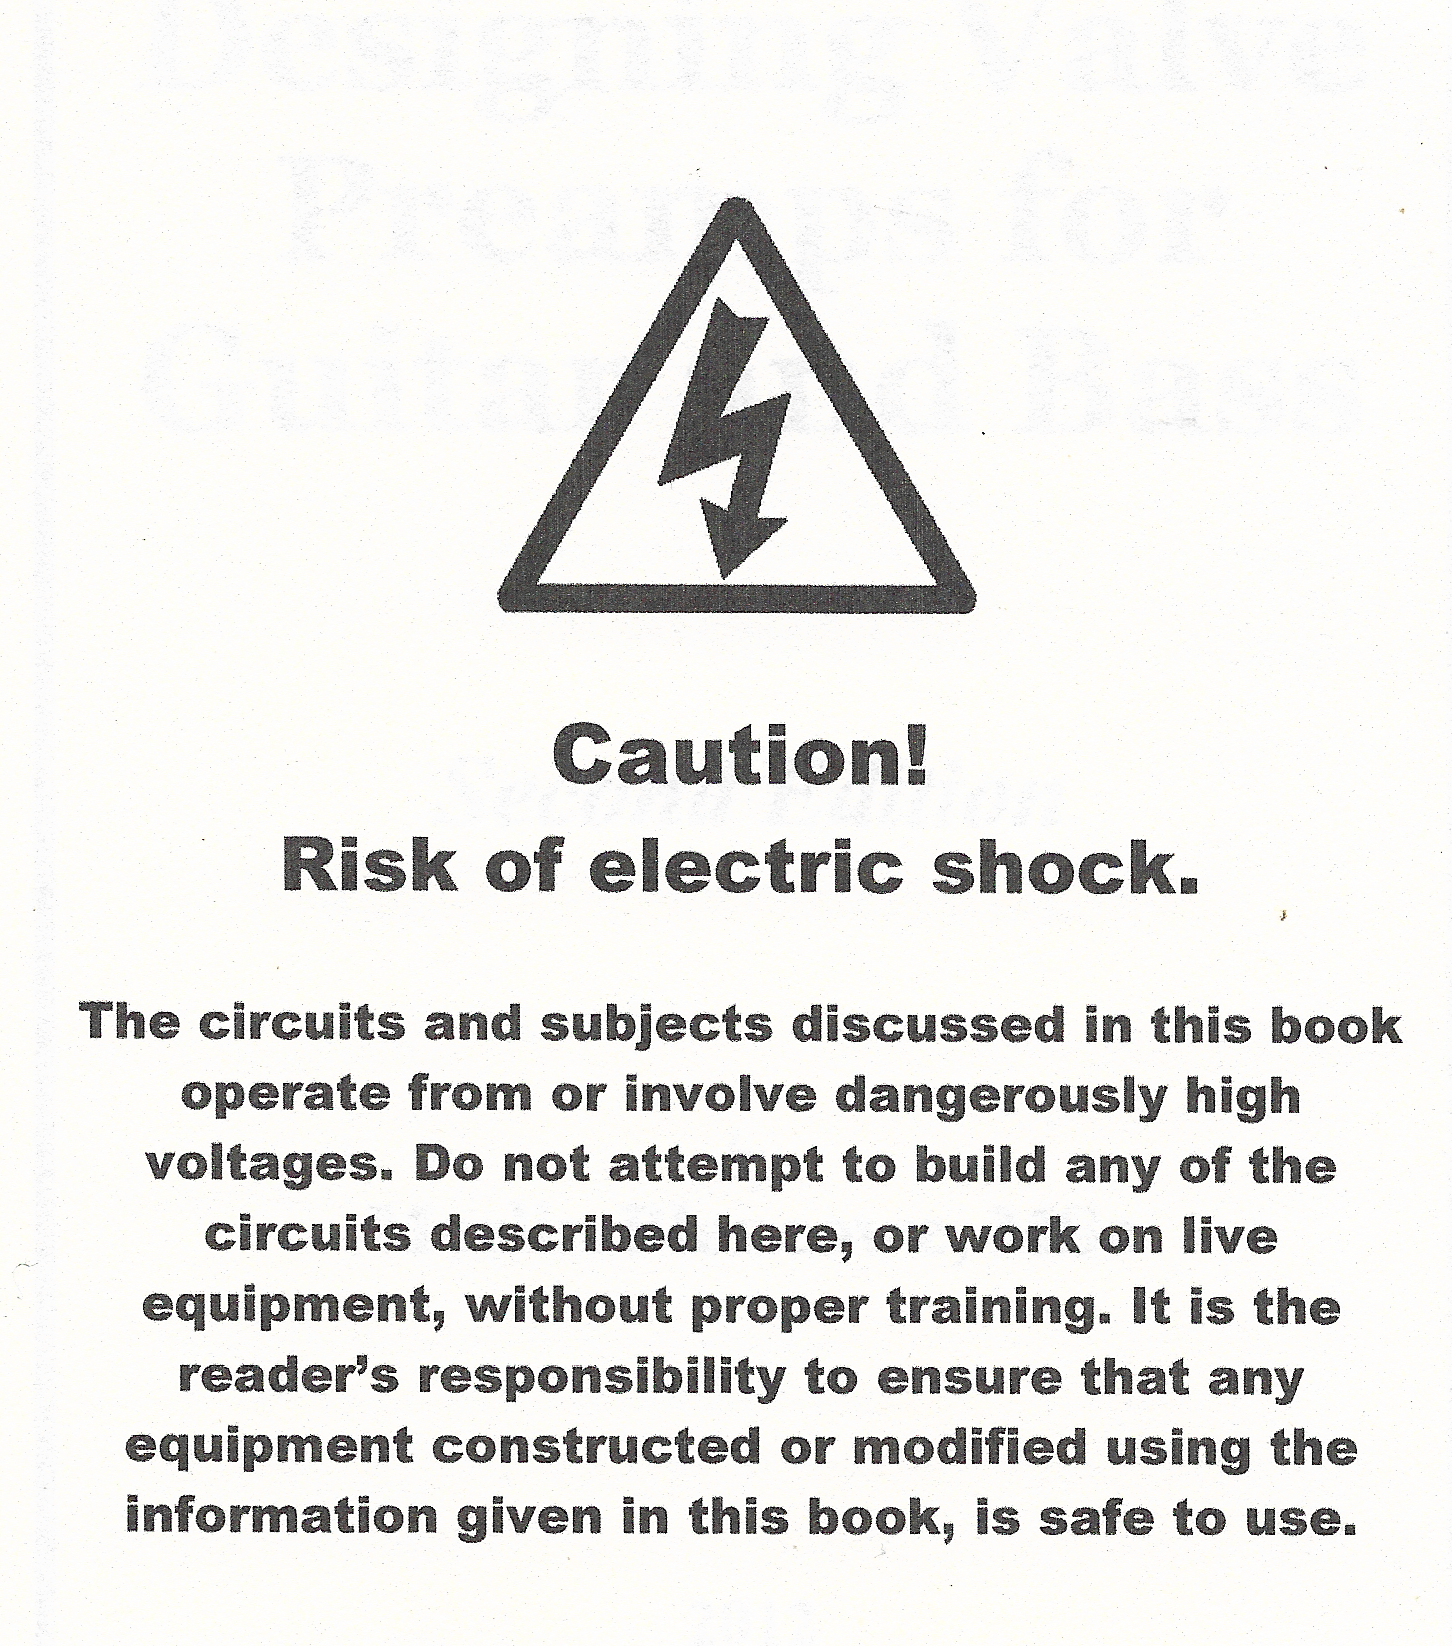 Caution!
Risk of electric shock.
The circuits and subjects discussed in this book
operate from or involve dangerously high
voltages. Do not attempt to build any of the
circuits described here, or work on live
equipment, without proper training. It is the
reader's responsibility to ensure that any
equipment constructed or modified using the
information given in this book, is safe to use.